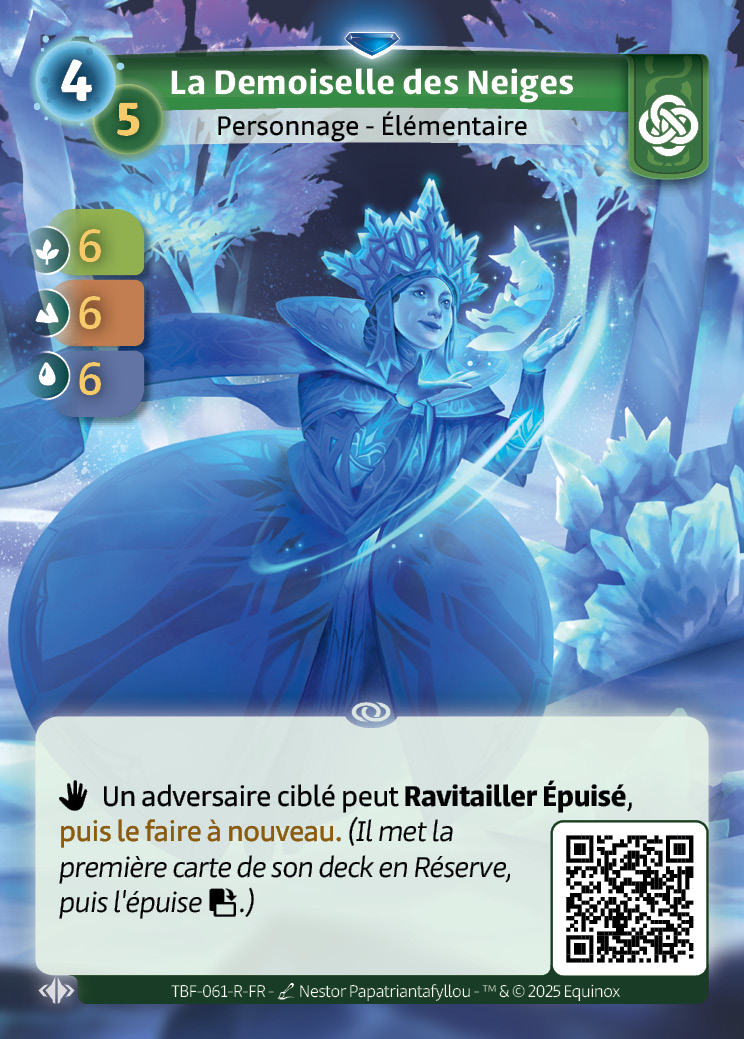 4
La Demoiselle des Neiges
5
Personnage - Élémentaire
6
6
6
Un adversaire ciblé peut Ravitailler Épuisé,
puis le faire à nouveau. (Il met la
première carte de son deck en Réserve,
puis l'épuise .)
TBF-061-R-FR - Nestor Papatriantafyllou - ™ & © 2025 Equinox